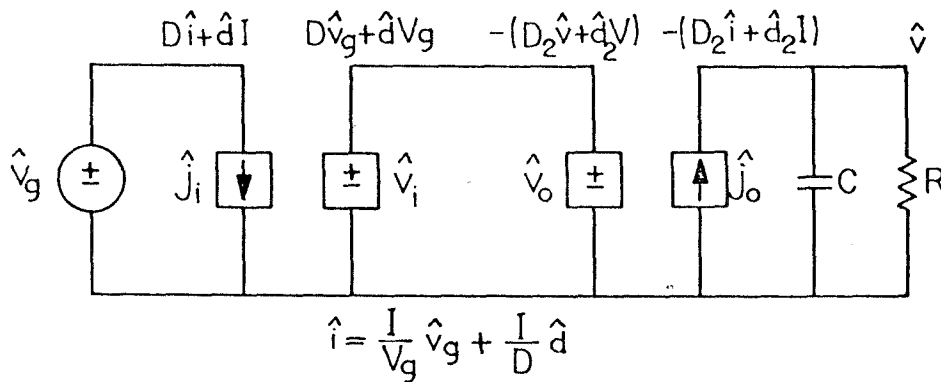 Dî+d̂I Dv̂g+d̂Vg -(D₂v̂+d̂₂V) -(D₂î+d̂₂I) v̂
v̂g ± ĵᵢ ± v̂ᵢ v̂ₒ ± ĵₒ C R
î = I/Vg v̂g + I/D d̂